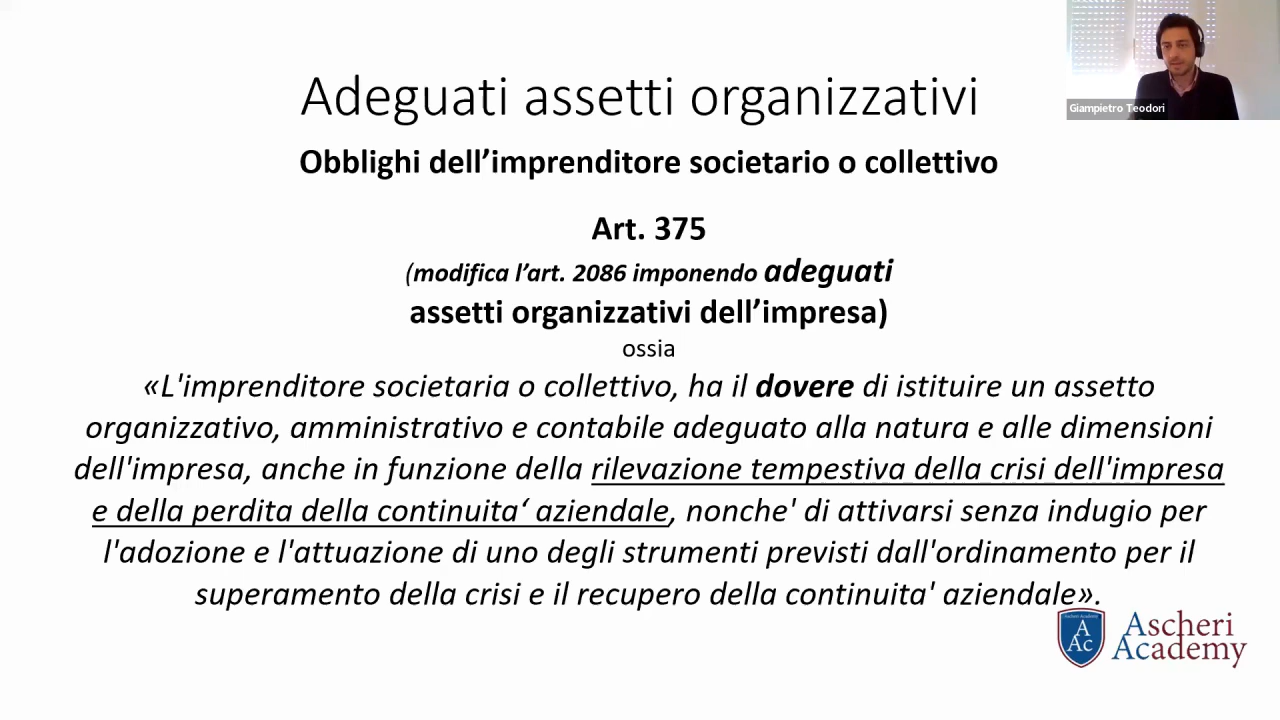 Giampietro Teodori
Adeguati assetti organizzativi
Obblighi dell’imprenditore societario o collettivo
Art. 375
(modifica l’art. 2086 imponendo adeguati
assetti organizzativi dell’impresa)
ossia
«L'imprenditore societaria o collettivo, ha il dovere di istituire un assetto
organizzativo, amministrativo e contabile adeguato alla natura e alle dimensioni
dell'impresa, anche in funzione della rilevazione tempestiva della crisi dell'impresa
e della perdita della continuita‘ aziendale, nonche' di attivarsi senza indugio per
l'adozione e l'attuazione di uno degli strumenti previsti dall'ordinamento per il
superamento della crisi e il recupero della continuita' aziendale».
Ascheri Academy
A
Ac
Ascheri
Academy